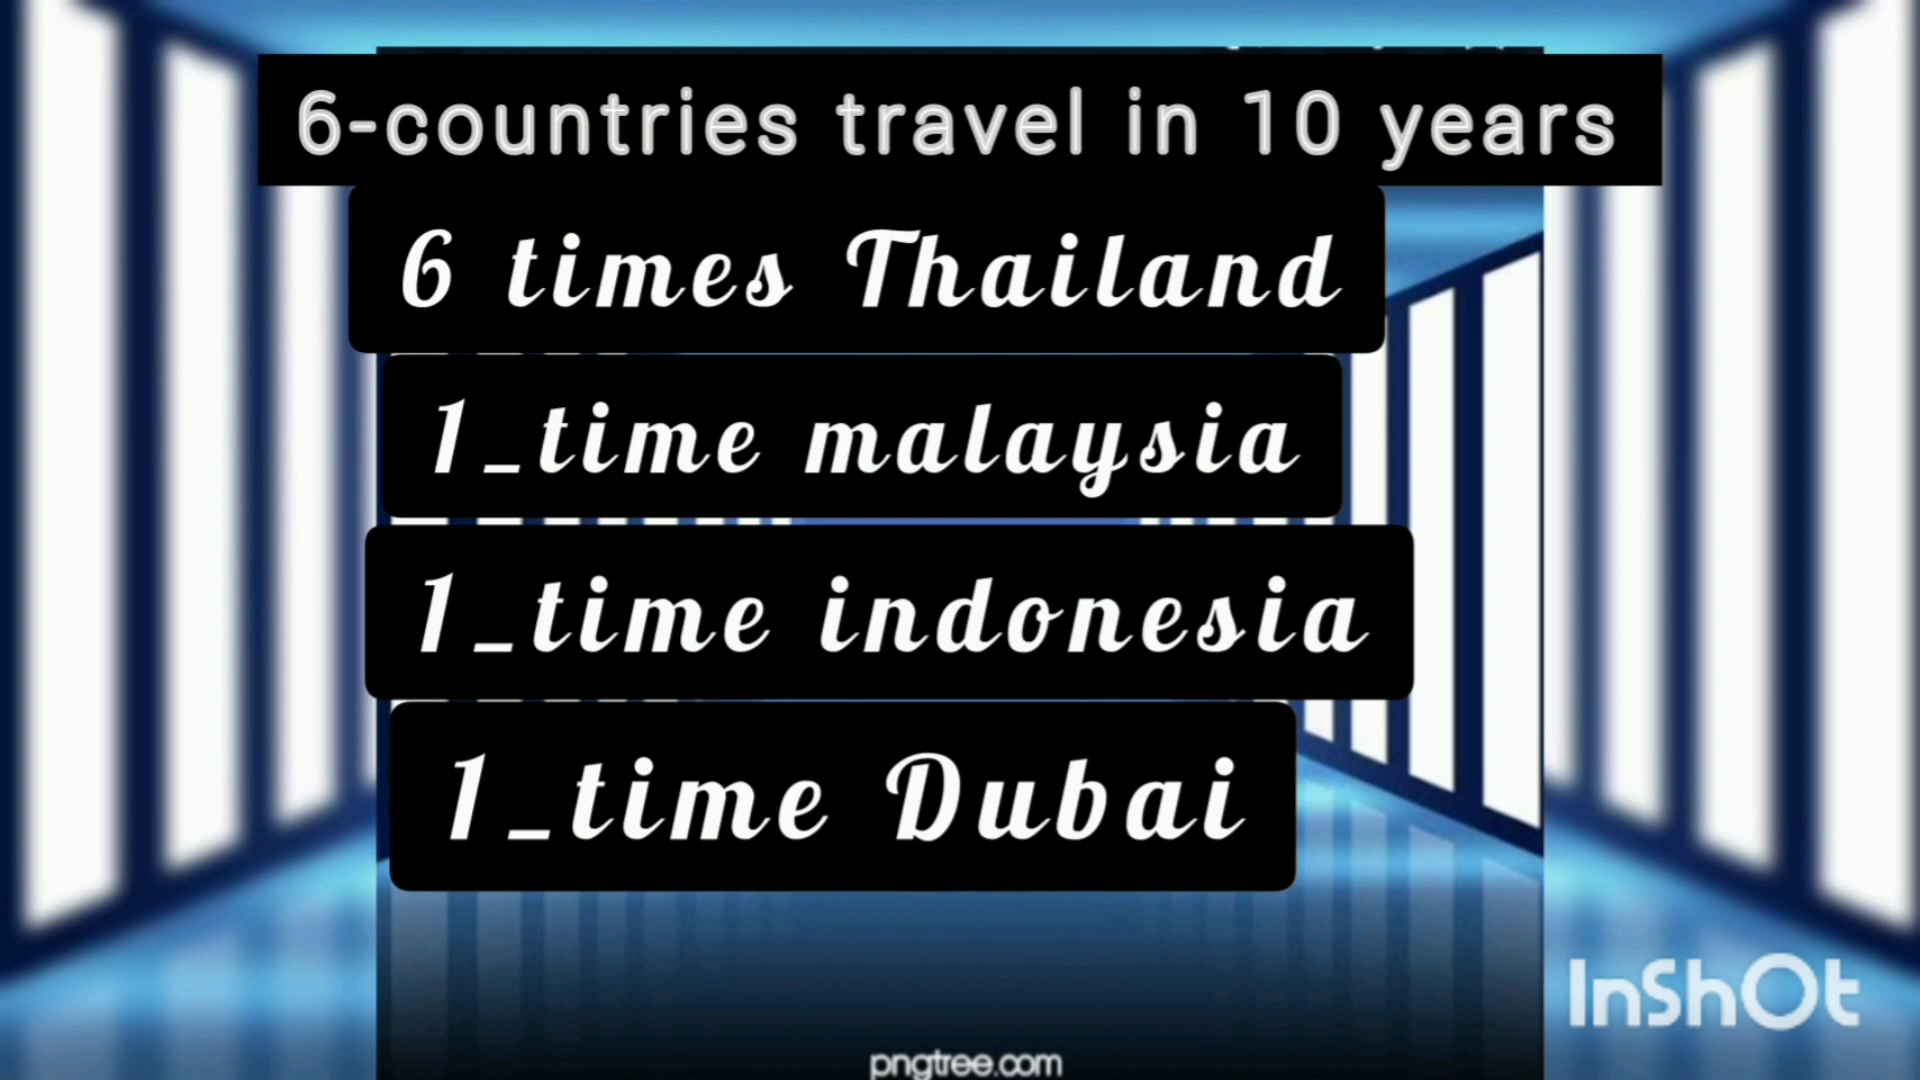 6-countries travel in 10 years
6 times Thailand
1_time malaysia
1_time indonesia
1_time Dubai
InShOt
pngtree.com